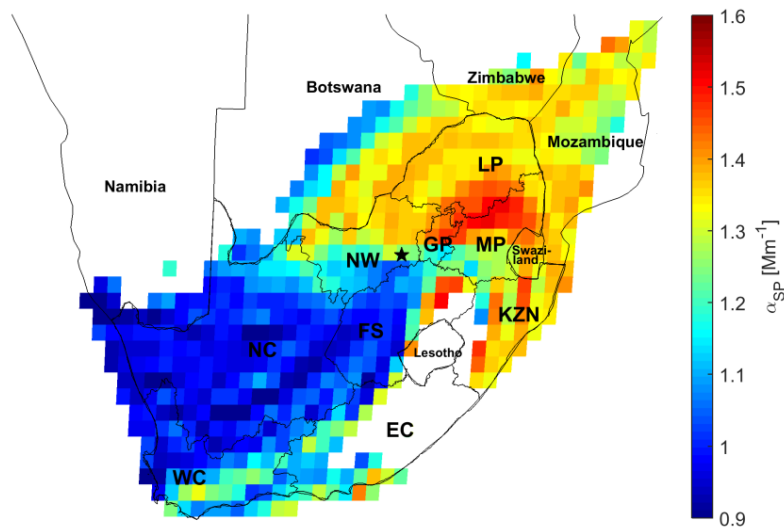 1.6
Zimbabwe
Botswana
1.5
Mozambique
LP
Namibia
1.4
GP
MP
Swazi-
land
NW
1.3
KZN
1.2
FS
NC
Lesotho
1.1
EC
1
WC
0.9
α_SP [Mm⁻¹]